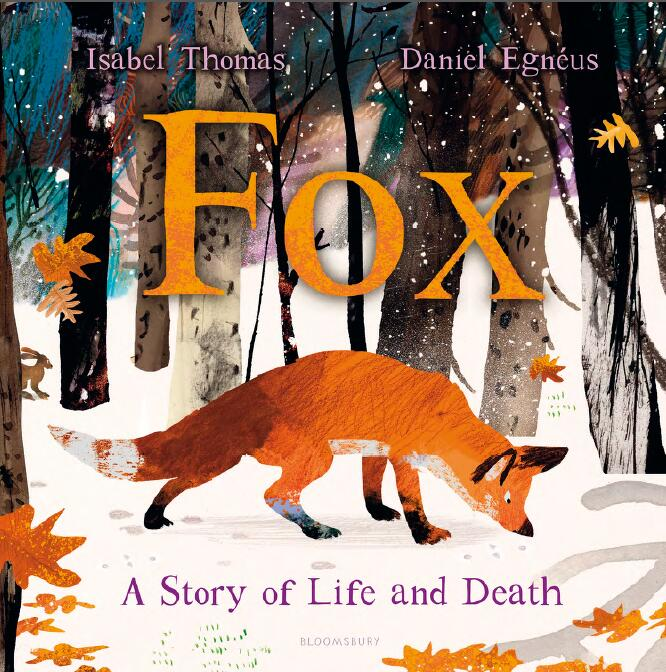 Isabel Thomas Daniel Egnéus
Fox
A Story of Life and Death
BLOOMSBURY